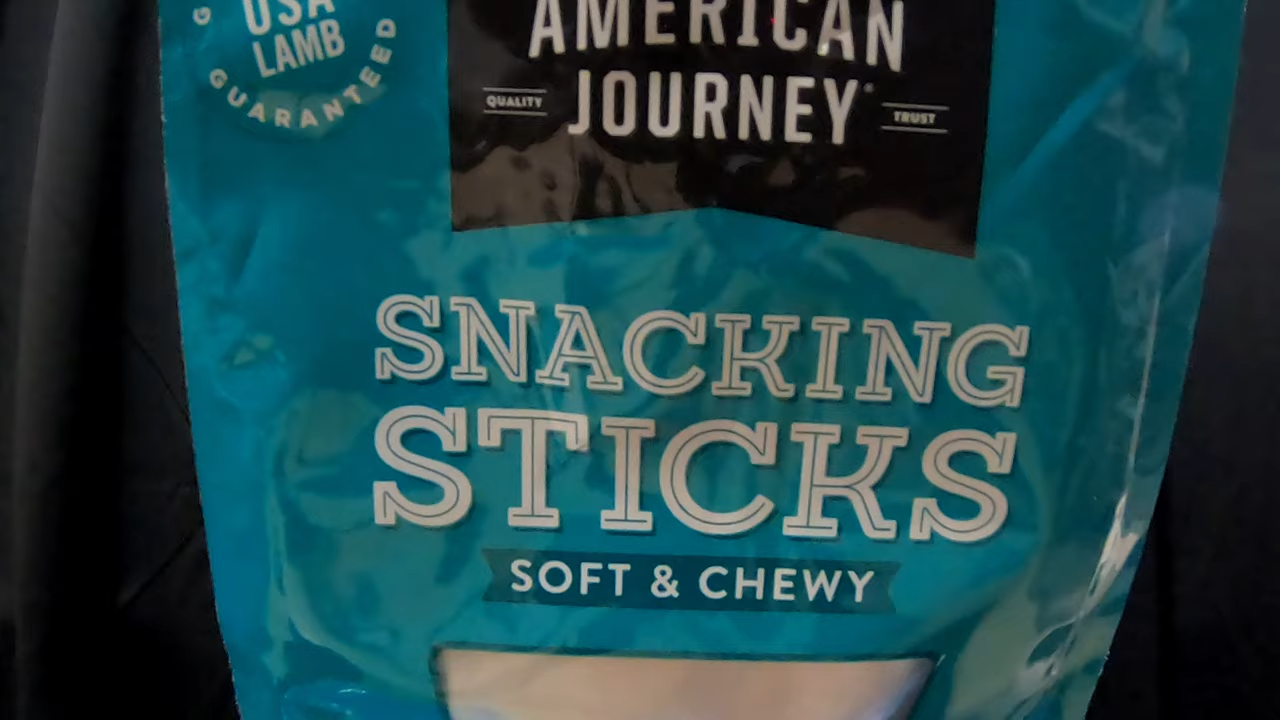 USA
LAMB
GUARANTEED
AMERICAN
JOURNEY
QUALITY
TRUST
SNACKING
STICKS
SOFT & CHEWY